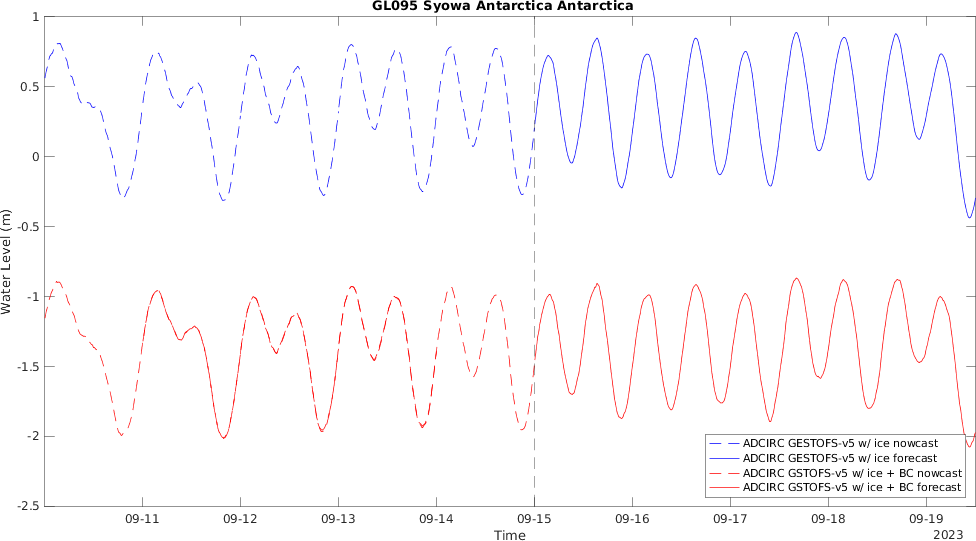 GL095 Syowa Antarctica Antarctica
1
0.5
0
-0.5
-1
-1.5
-2
-2.5
Water Level (m)
ADCIRC GESTOFS-v5 w/ ice nowcast
ADCIRC GESTOFS-v5 w/ ice forecast
ADCIRC GSTOFS-v5 w/ ice + BC nowcast
ADCIRC GSTOFS-v5 w/ ice + BC forecast
09-11 09-12 09-13 09-14 09-15 09-16 09-17 09-18 09-19
Time
2023